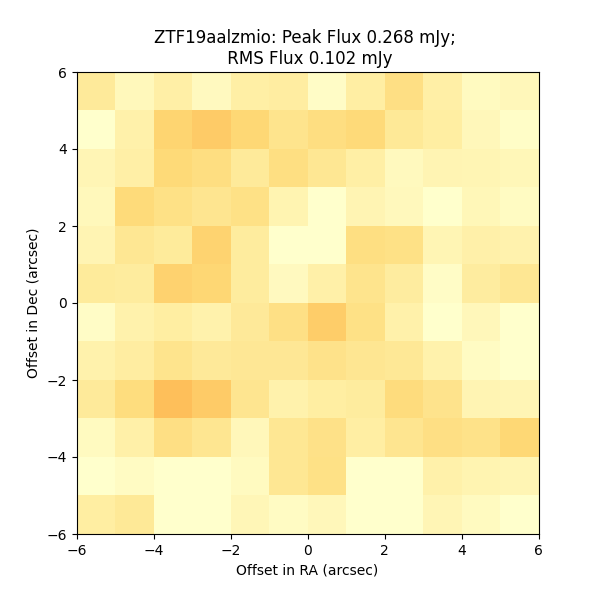 ZTF19aalzmio: Peak Flux 0.268 mJy;
RMS Flux 0.102 mJy
6
4
2
0
−2
−4
−6
Offset in Dec (arcsec)
−6 −4 −2 0 2 4 6
Offset in RA (arcsec)